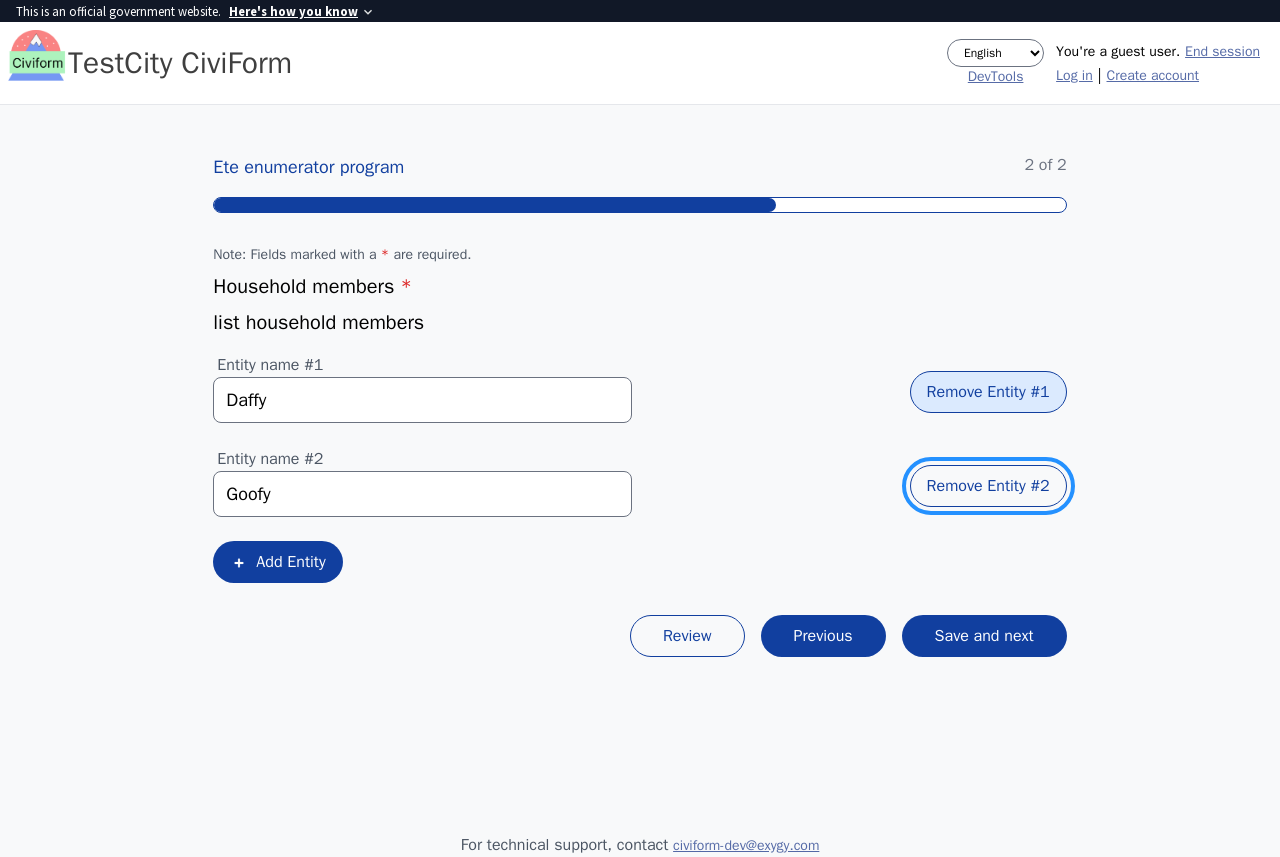 This is an official government website. Here's how you know
Civiform TestCity CiviForm
English
DevTools
You're a guest user. End session
Log in | Create account
Ete enumerator program
2 of 2
Note: Fields marked with a * are required.
Household members *
list household members
Entity name #1
Daffy
Remove Entity #1
Entity name #2
Goofy
Remove Entity #2
+ Add Entity
Review
Previous
Save and next
For technical support, contact civiform-dev@exygy.com